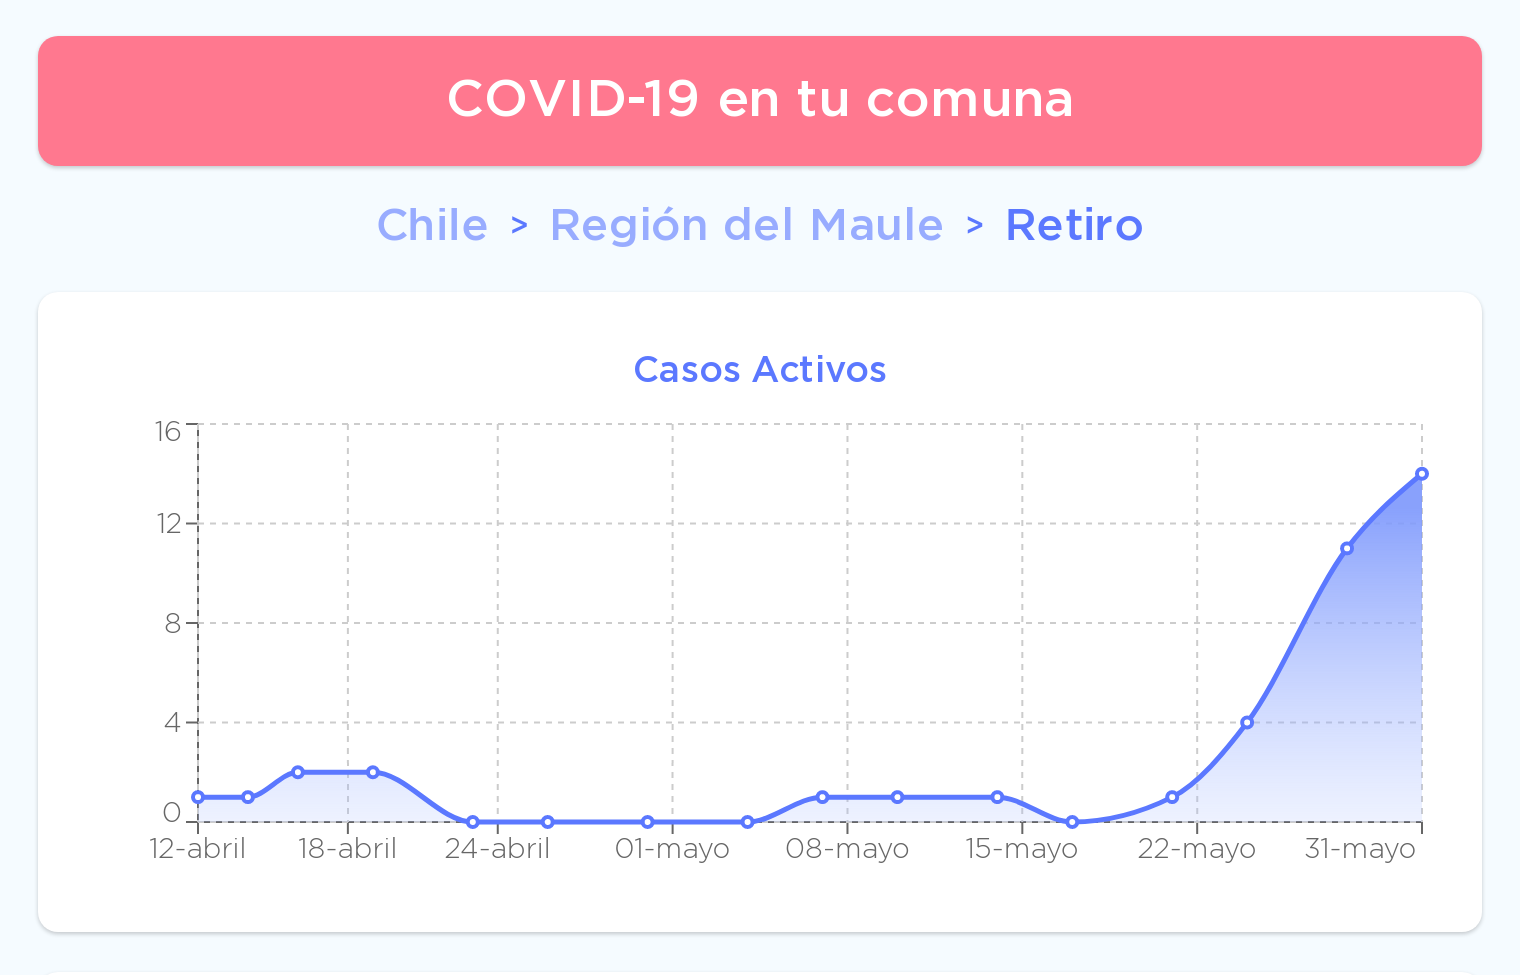 COVID-19 en tu comuna
Chile > Región del Maule > Retiro
Casos Activos
16
12
8
4
0
12-abril 18-abril 24-abril 01-mayo 08-mayo 15-mayo 22-mayo 31-mayo